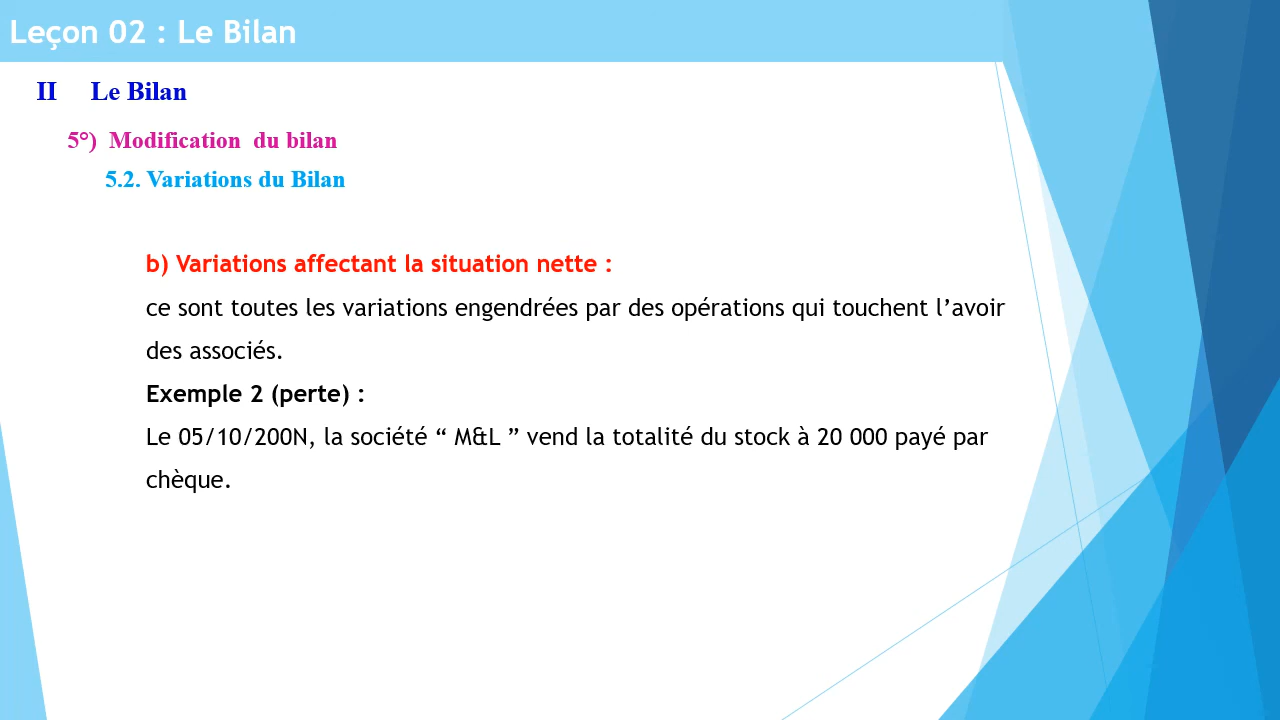 Leçon 02 : Le Bilan
II Le Bilan
5°) Modification du bilan
5.2. Variations du Bilan
b) Variations affectant la situation nette :
ce sont toutes les variations engendrées par des opérations qui touchent l’avoir
des associés.
Exemple 2 (perte) :
Le 05/10/200N, la société “ M&L ” vend la totalité du stock à 20 000 payé par
chèque.